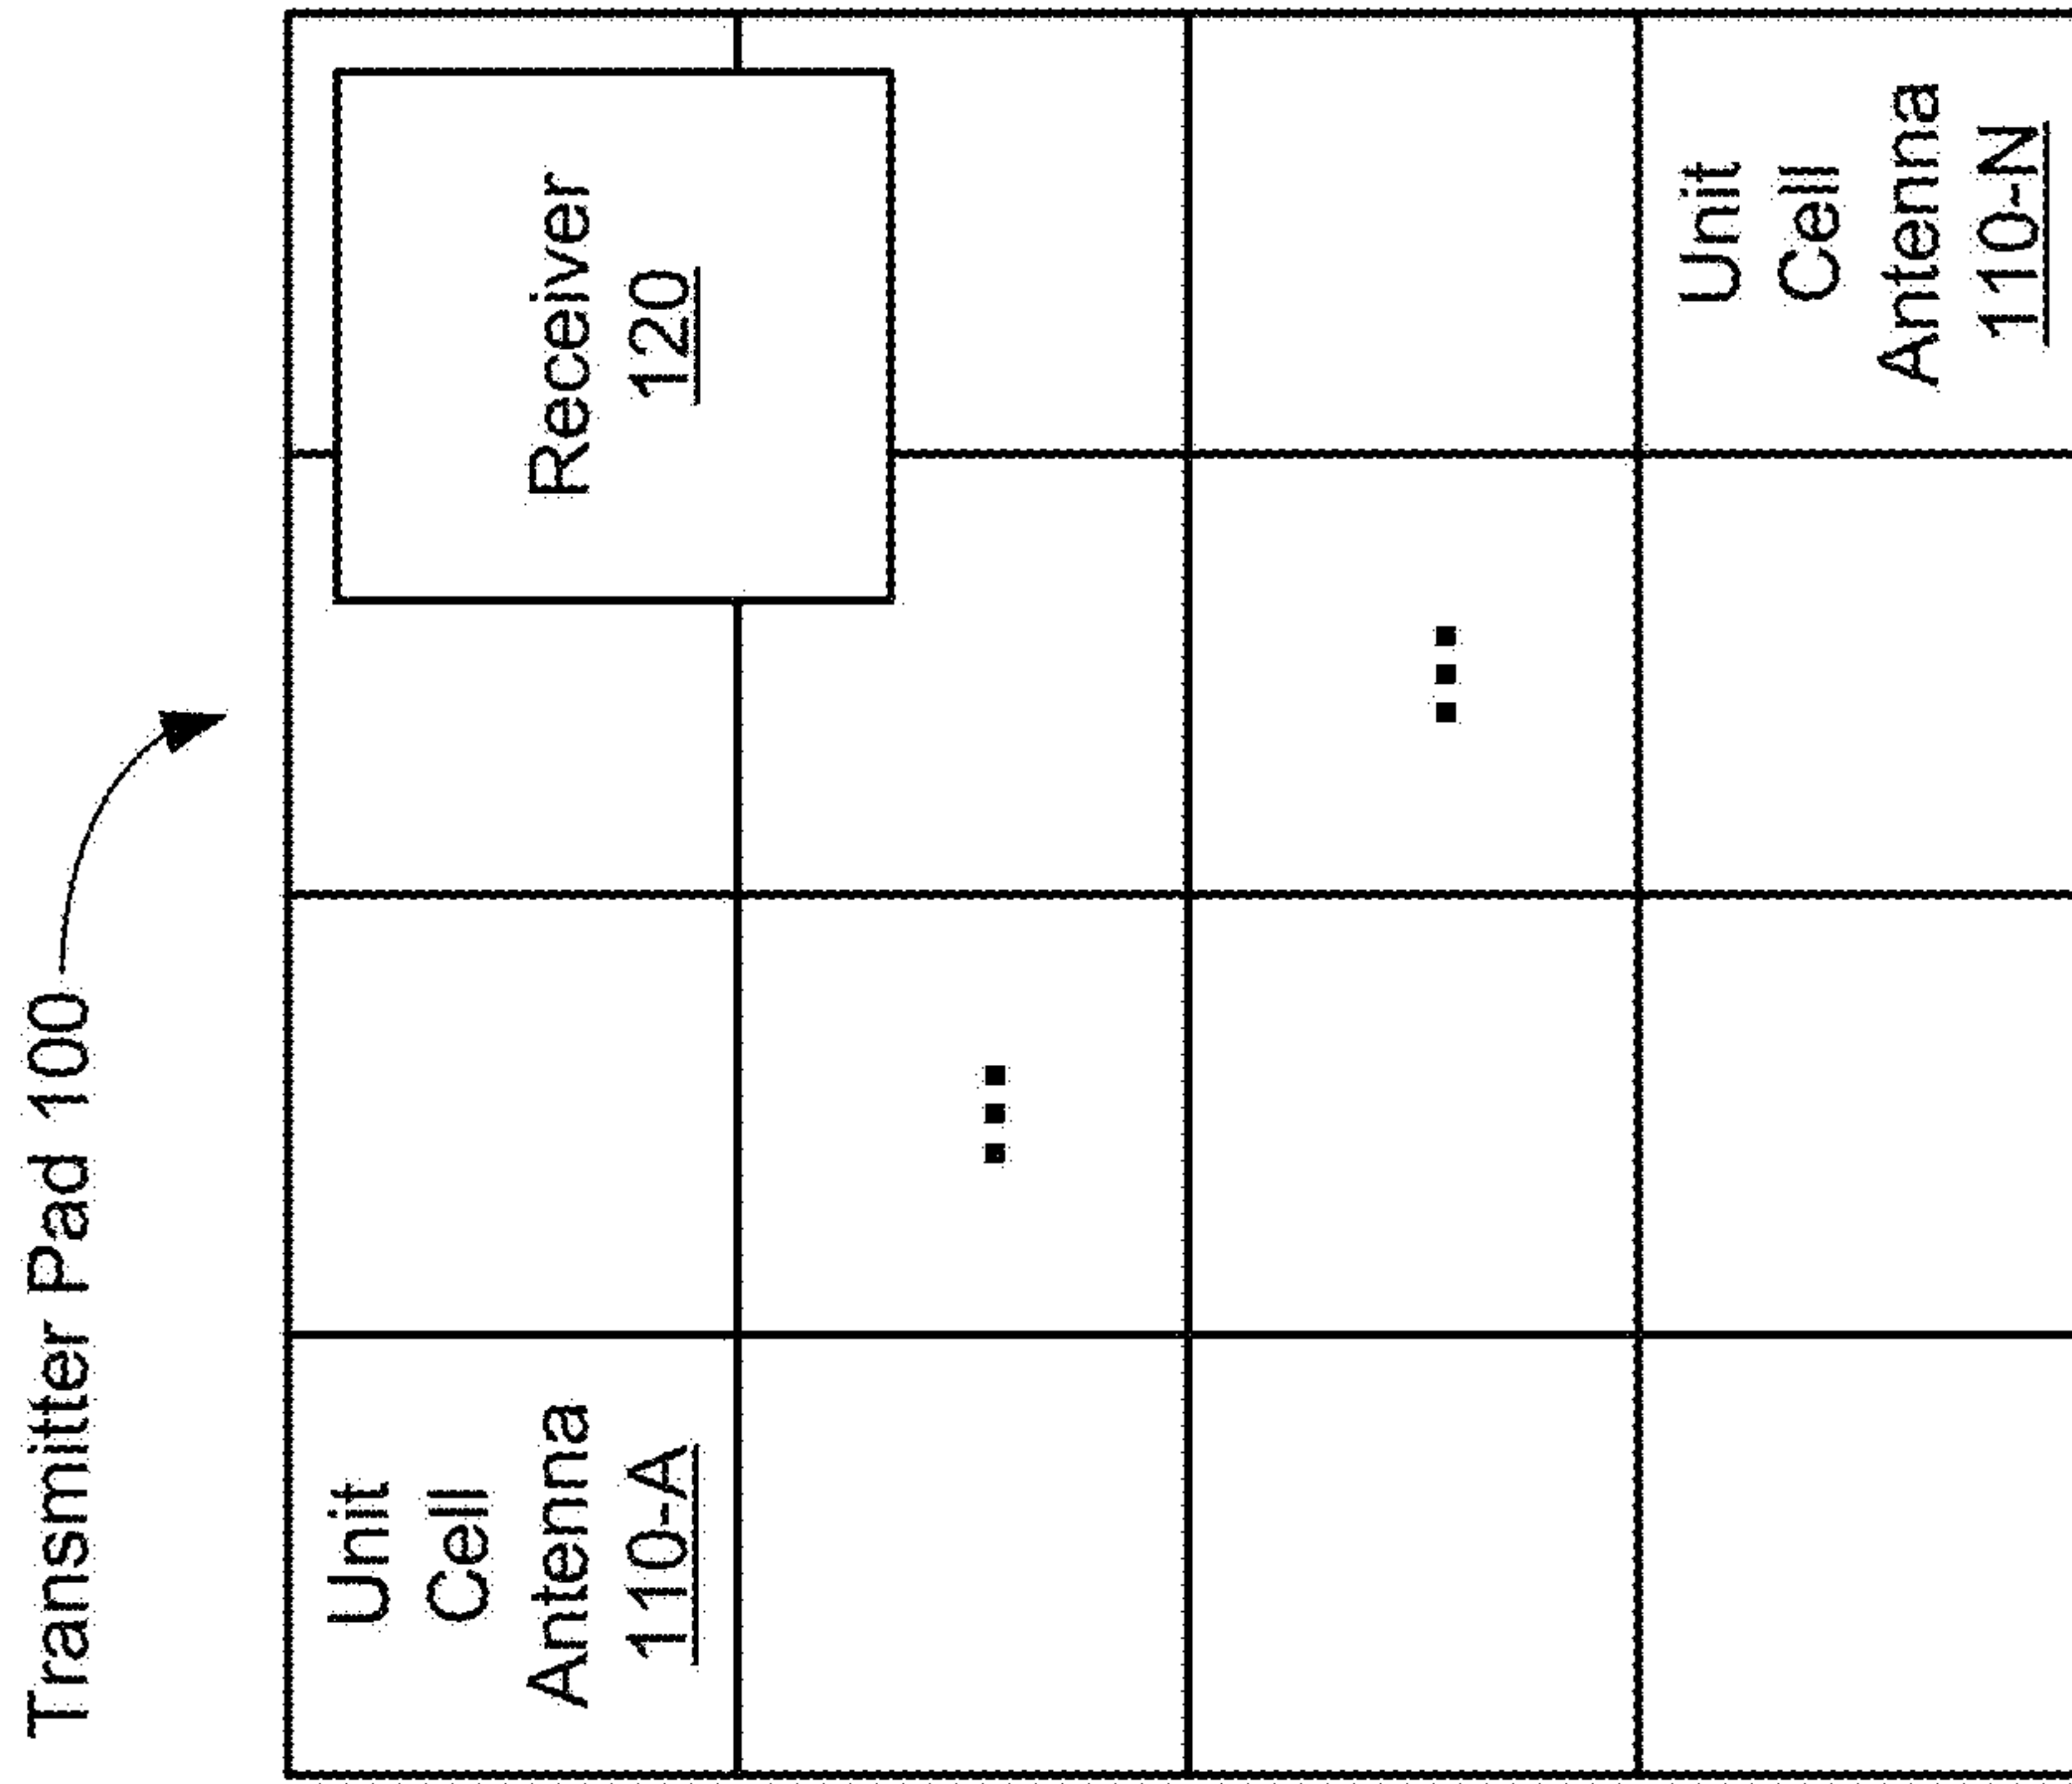 Transmitter Pad 100
Unit
Cell
Antenna
110-A
Receiver
120
...
...
Unit
Cell
Antenna
110-N